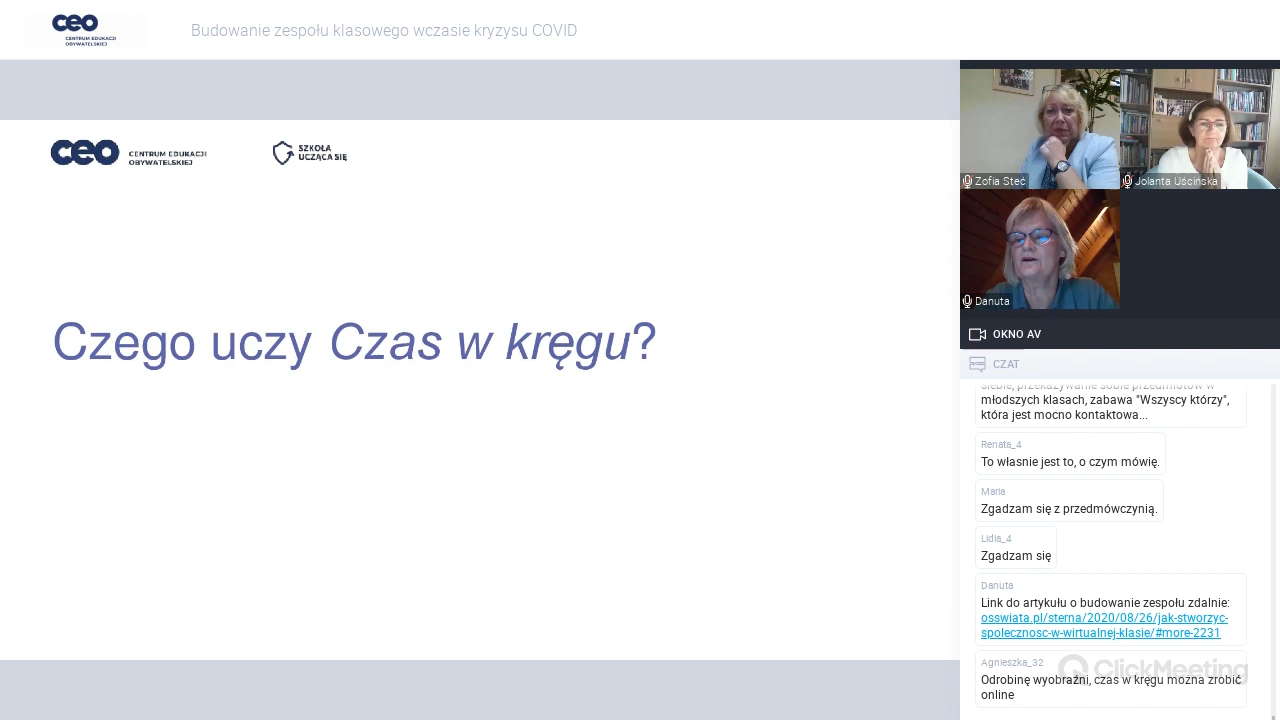 ceo
CENTRUM EDUKACJI
OBYWATELSKIEJ
Budowanie zespołu klasowego wczasie kryzysu COVID
ceo
CENTRUM EDUKACJI
OBYWATELSKIEJ
SZKOŁA
UCZĄCA SIĘ
Czego uczy Czas w kręgu?
Zofia Steć
Jolanta Uścińska
Danuta
OKNO AV
CZAT
siebie, przekazywanie sobie przedmiotów w
młodszych klasach, zabawa "Wszyscy którzy",
która jest mocno kontaktowa...
Renata_4
To własnie jest to, o czym mówię.
Maria
Zgadzam się z przedmówczynią.
Lidia_4
Zgadzam się
Danuta
Link do artykułu o budowanie zespołu zdalnie:
osswiata.pl/sterna/2020/08/26/jak-stworzyc-
spolecznosc-w-wirtualnej-klasie/#more-2231
Agnieszka_32
ClickMeeting
Odrobinę wyobraźni, czas w kręgu mozna zrobić
online